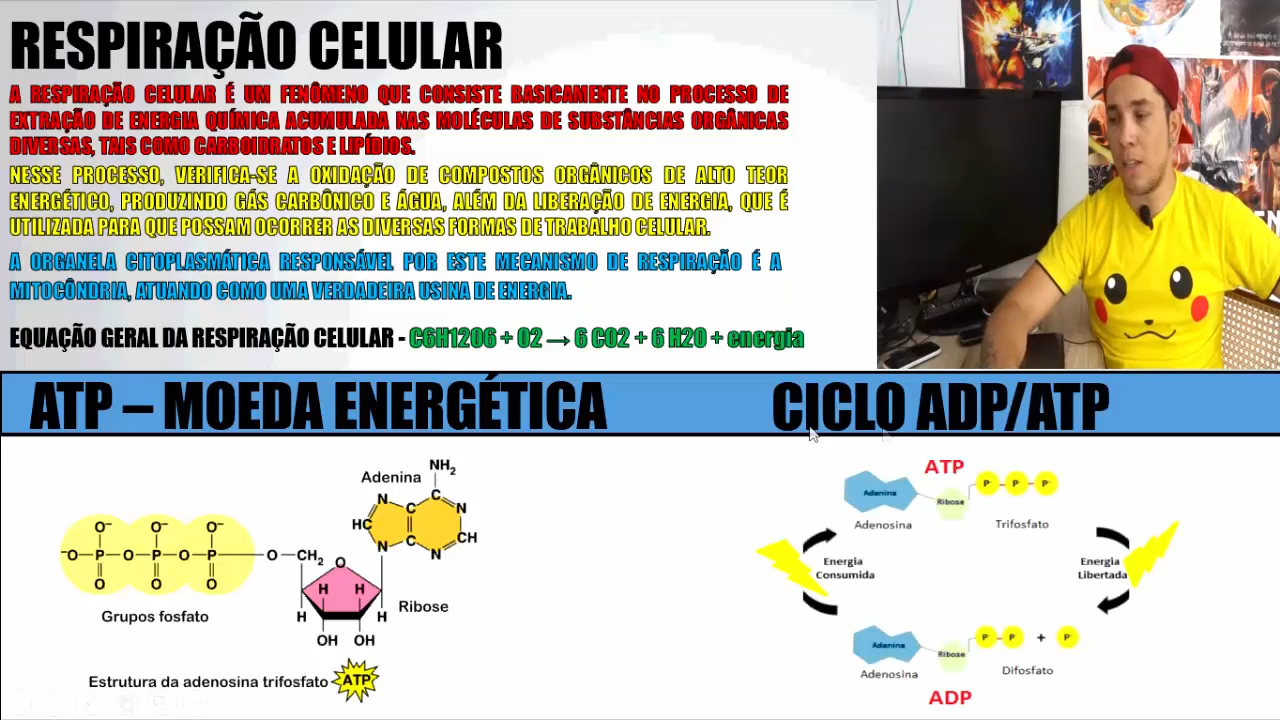 RESPIRAÇÃO CELULAR
A RESPIRAÇÃO CELULAR É UM FENÔMENO QUE CONSISTE BASICAMENTE NO PROCESSO DE
EXTRAÇÃO DE ENERGIA QUÍMICA ACUMULADA NAS MOLÉCULAS DE SUBSTÂNCIAS ORGÂNICAS
DIVERSAS, TAIS COMO CARBOIDRATOS E LIPÍDIOS.
NESSE PROCESSO, VERIFICA-SE A OXIDAÇÃO DE COMPOSTOS ORGÂNICOS DE ALTO TEOR
ENERGÉTICO, PRODUZINDO GÁS CARBÔNICO E ÁGUA, ALÉM DA LIBERAÇÃO DE ENERGIA, QUE É
UTILIZADA PARA QUE POSSAM OCORRER AS DIVERSAS FORMAS DE TRABALHO CELULAR.
A ORGANELA CITOPLASMÁTICA RESPONSÁVEL POR ESTE MECANISMO DE RESPIRAÇÃO É A
MITOCÔNDRIA, ATUANDO COMO UMA VERDADEIRA USINA DE ENERGIA.
EQUAÇÃO GERAL DA RESPIRAÇÃO CELULAR - C6H12O6 + O2 → 6 CO2 + 6 H2O + energia
ATP – MOEDA ENERGÉTICA
CICLO ADP/ATP
NH2
Adenina
N C C N
HC
C CH
N N
O⁻ O⁻ O⁻
⁻O P O P O P O CH2 O
O O O
H H
H H
OH OH
Ribose
Grupos fosfato
Estrutura da adenosina trifosfato ATP
ATP
Adenina Ribose P P P
Adenosina Trifosfato
Energia
Consumida
Energia
Libertada
Adenina Ribose P P + P
Adenosina Difosfato
ADP